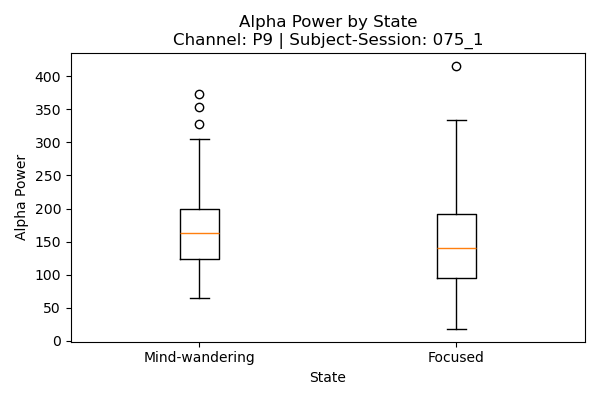 Alpha Power by State
Channel: P9 | Subject-Session: 075_1
Alpha Power
400
350
300
250
200
150
100
50
0
Mind-wandering
Focused
State